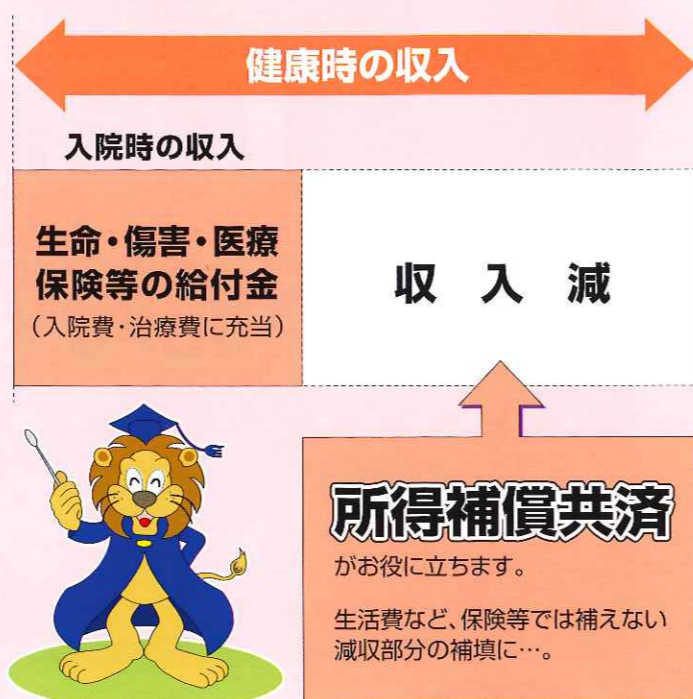 健康時の収入
入院時の収入
生命・傷害・医療
保険等の給付金
（入院費・治療費に充当）
収入減
所得補償共済
がお役に立ちます。
生活費など、保険等では補えない
減収部分の補填に…。